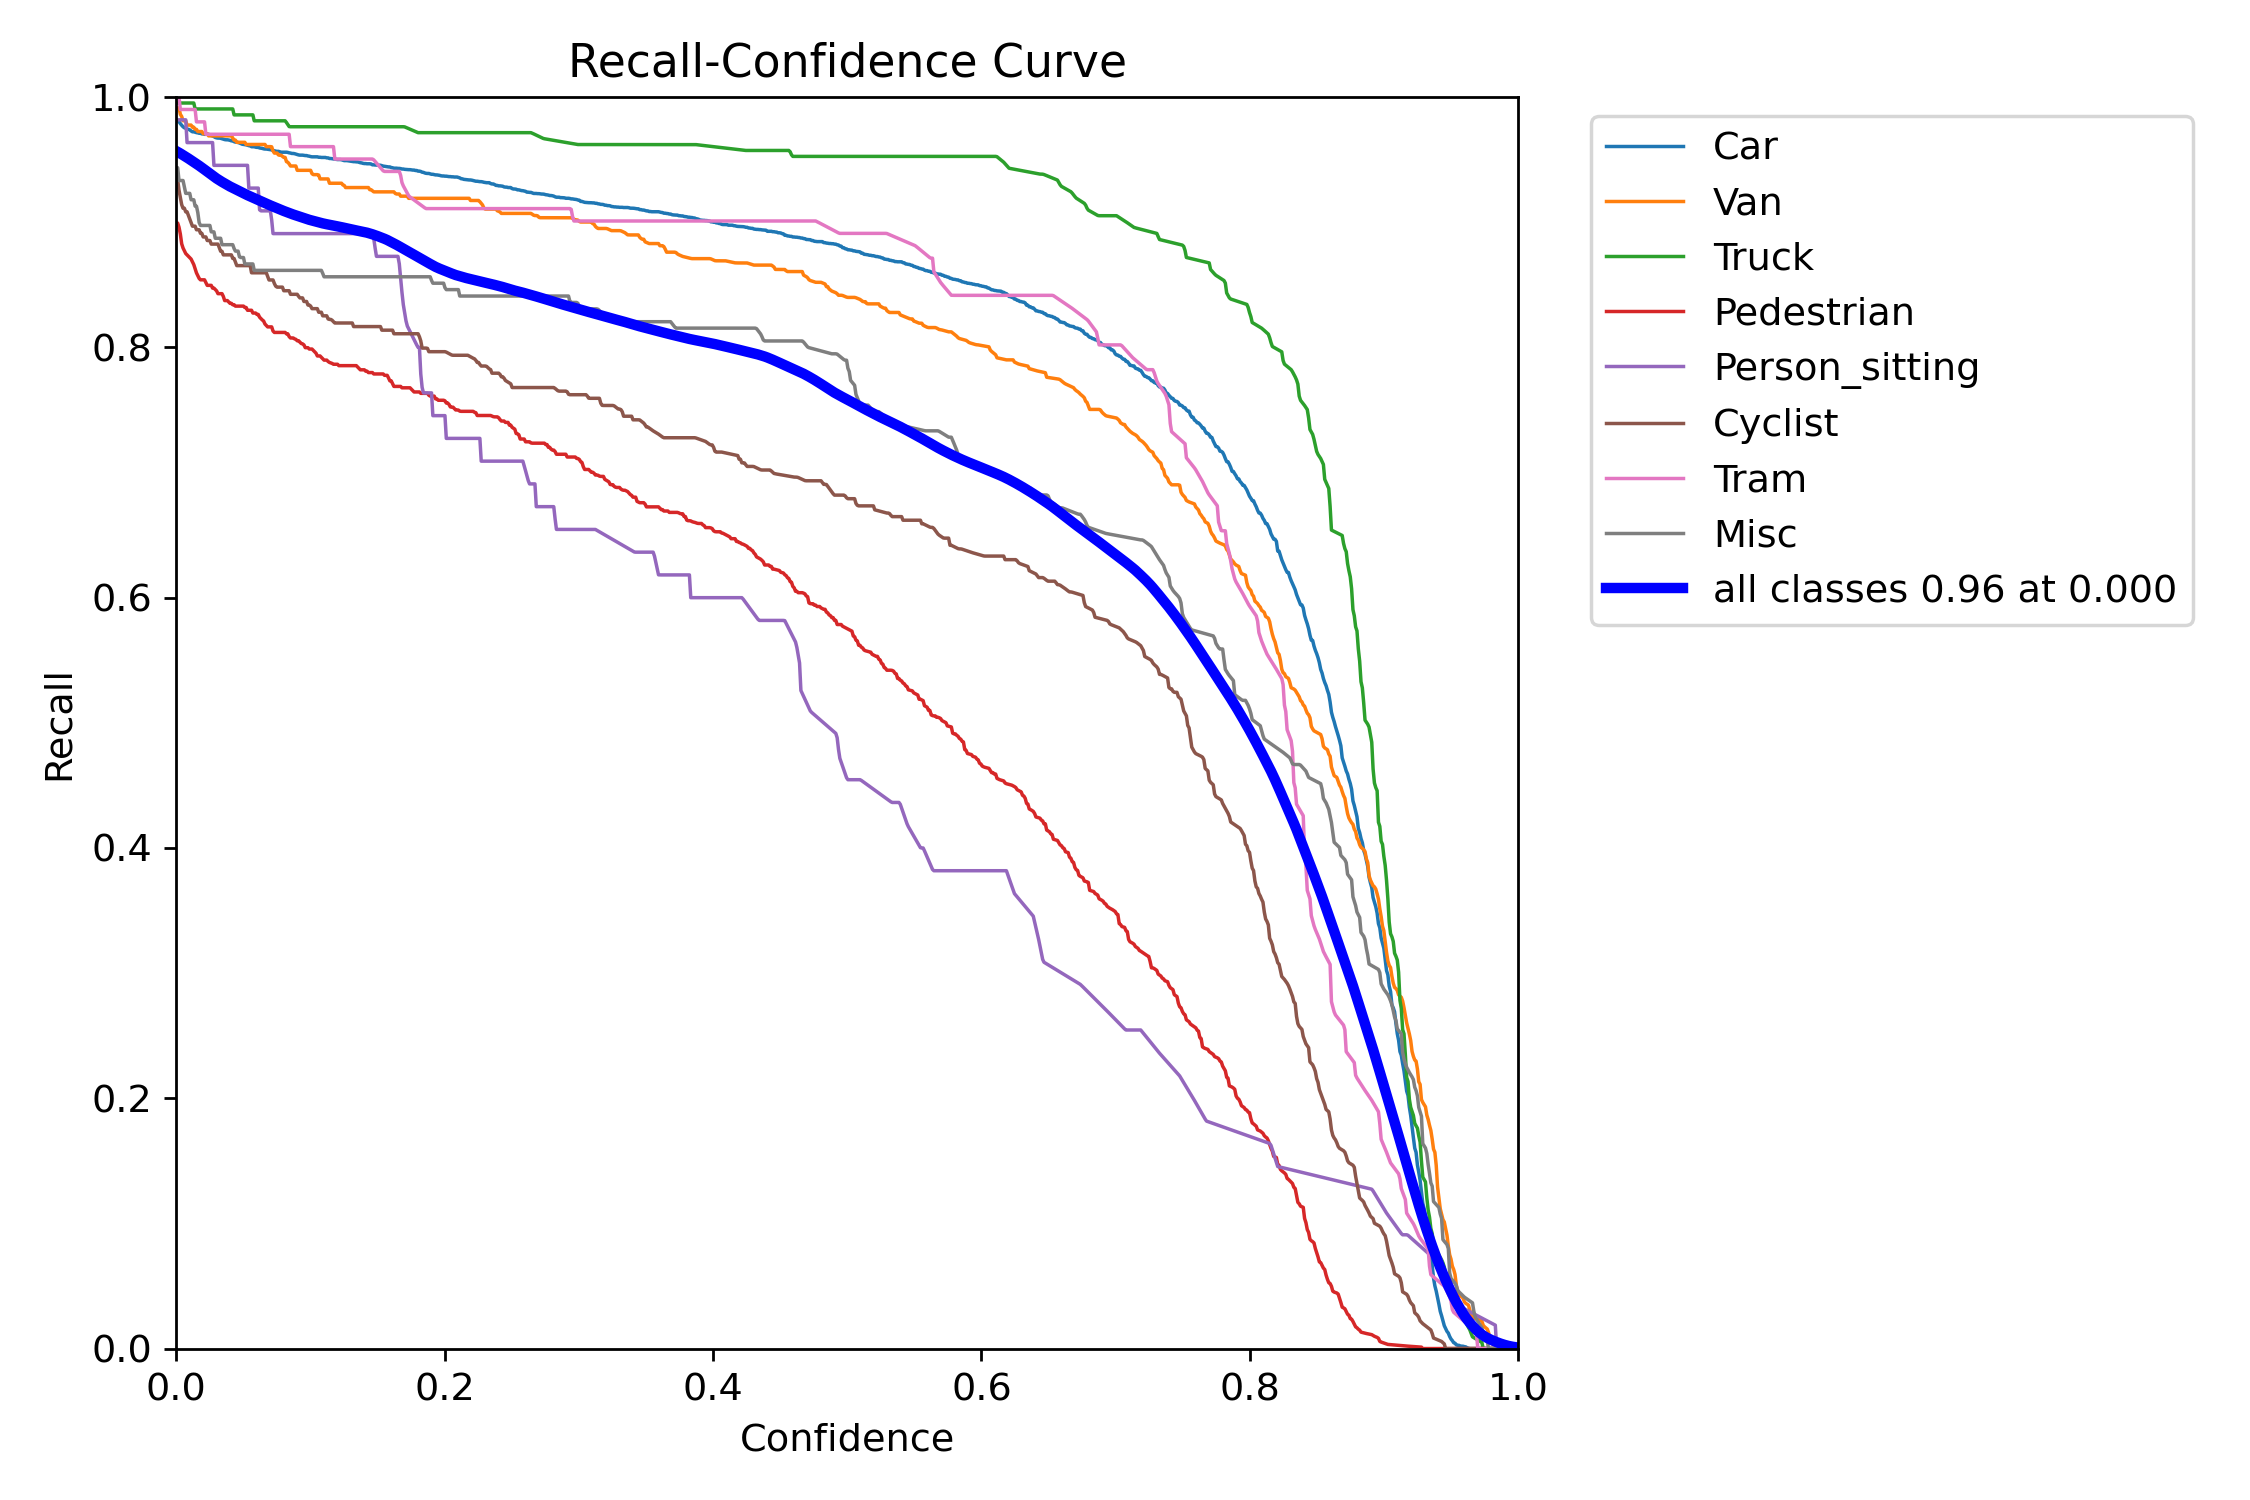 Recall-Confidence Curve
1.0
0.8
0.6
0.4
0.2
0.0
Recall
0.0 0.2 0.4 0.6 0.8 1.0
Confidence
Car
Van
Truck
Pedestrian
Person_sitting
Cyclist
Tram
Misc
all classes 0.96 at 0.000